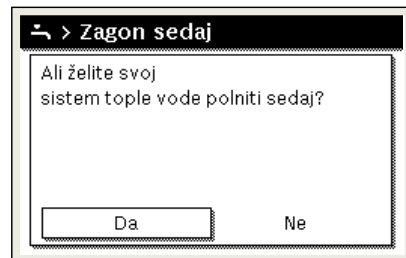 > Zagon sedaj
Ali želite svoj
sistem tople vode polniti sedaj?
Da
Ne